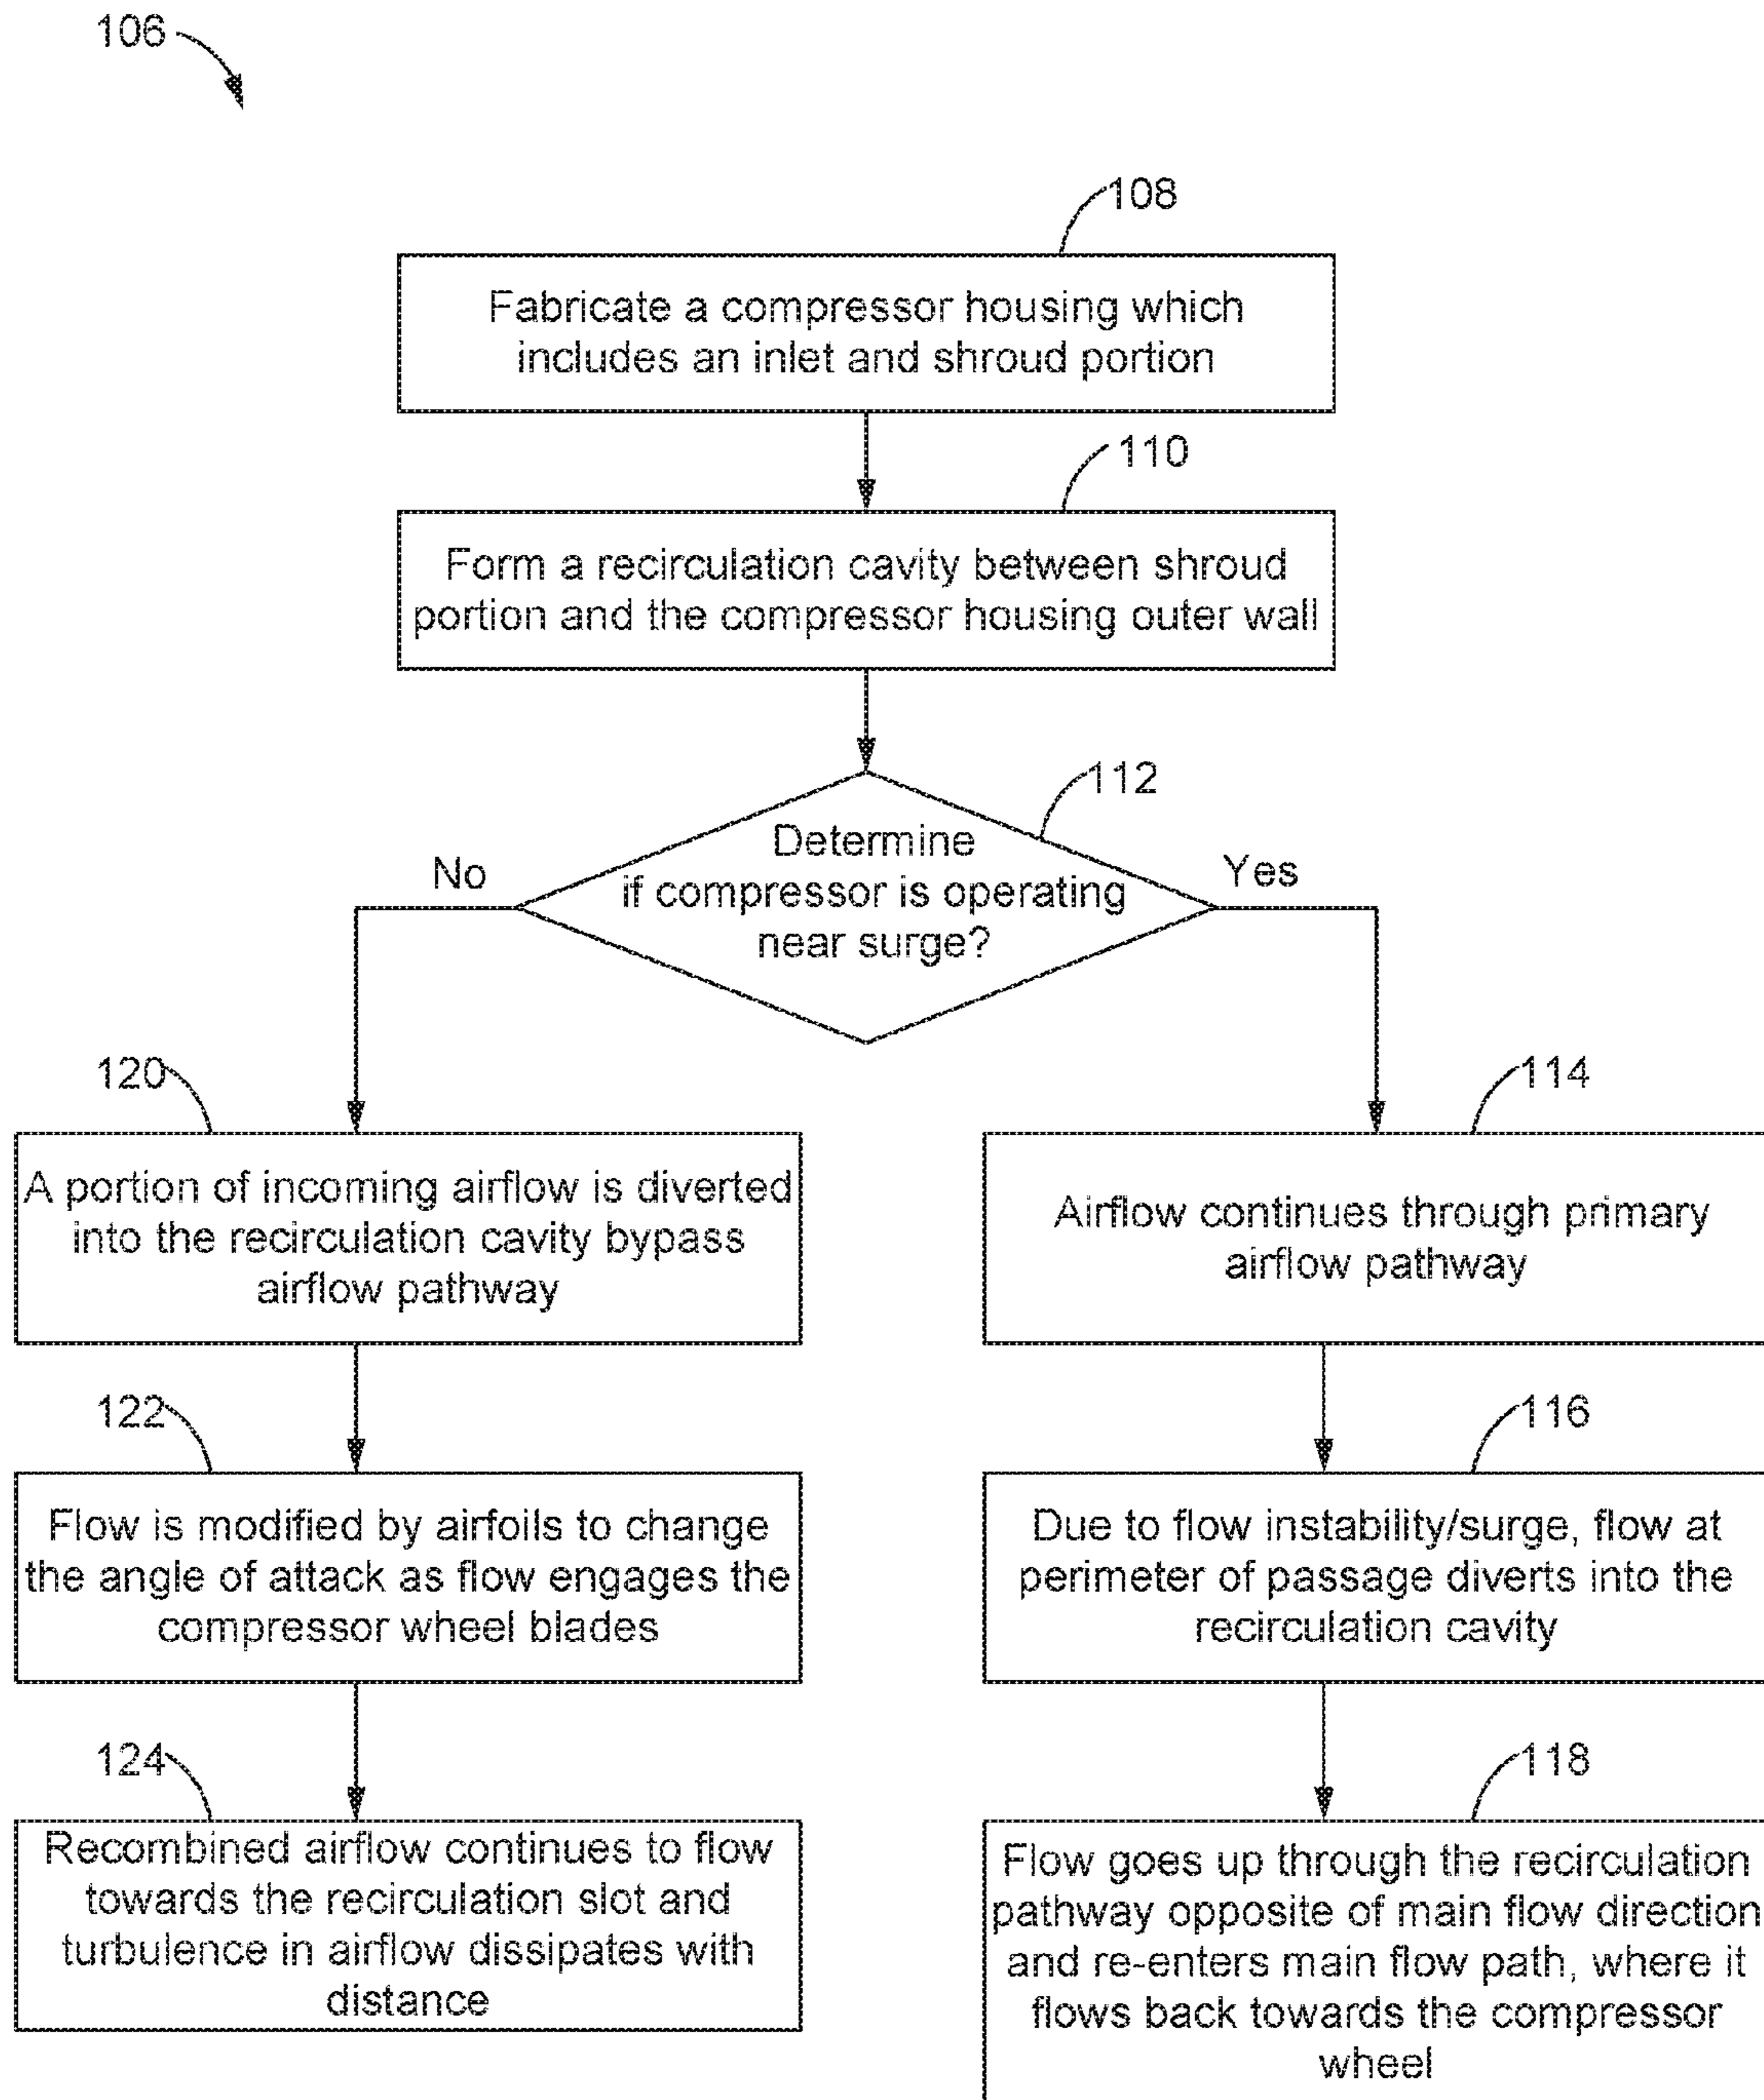 106
108
Fabricate a compressor housing which
includes an inlet and shroud portion
110
Form a recirculation cavity between shroud
portion and the compressor housing outer wall
112
Determine
if compressor is operating
near surge?
No
Yes
120
A portion of incoming airflow is diverted
into the recirculation cavity bypass
airflow pathway
114
Airflow continues through primary
airflow pathway
122
Flow is modified by airfoils to change
the angle of attack as flow engages the
compressor wheel blades
116
Due to flow instability/surge, flow at
perimeter of passage diverts into the
recirculation cavity
124
Recombined airflow continues to flow
towards the recirculation slot and
turbulence in airflow dissipates with
distance
118
Flow goes up through the recirculation
pathway opposite of main flow direction
and re-enters main flow path, where it
flows back towards the compressor
wheel